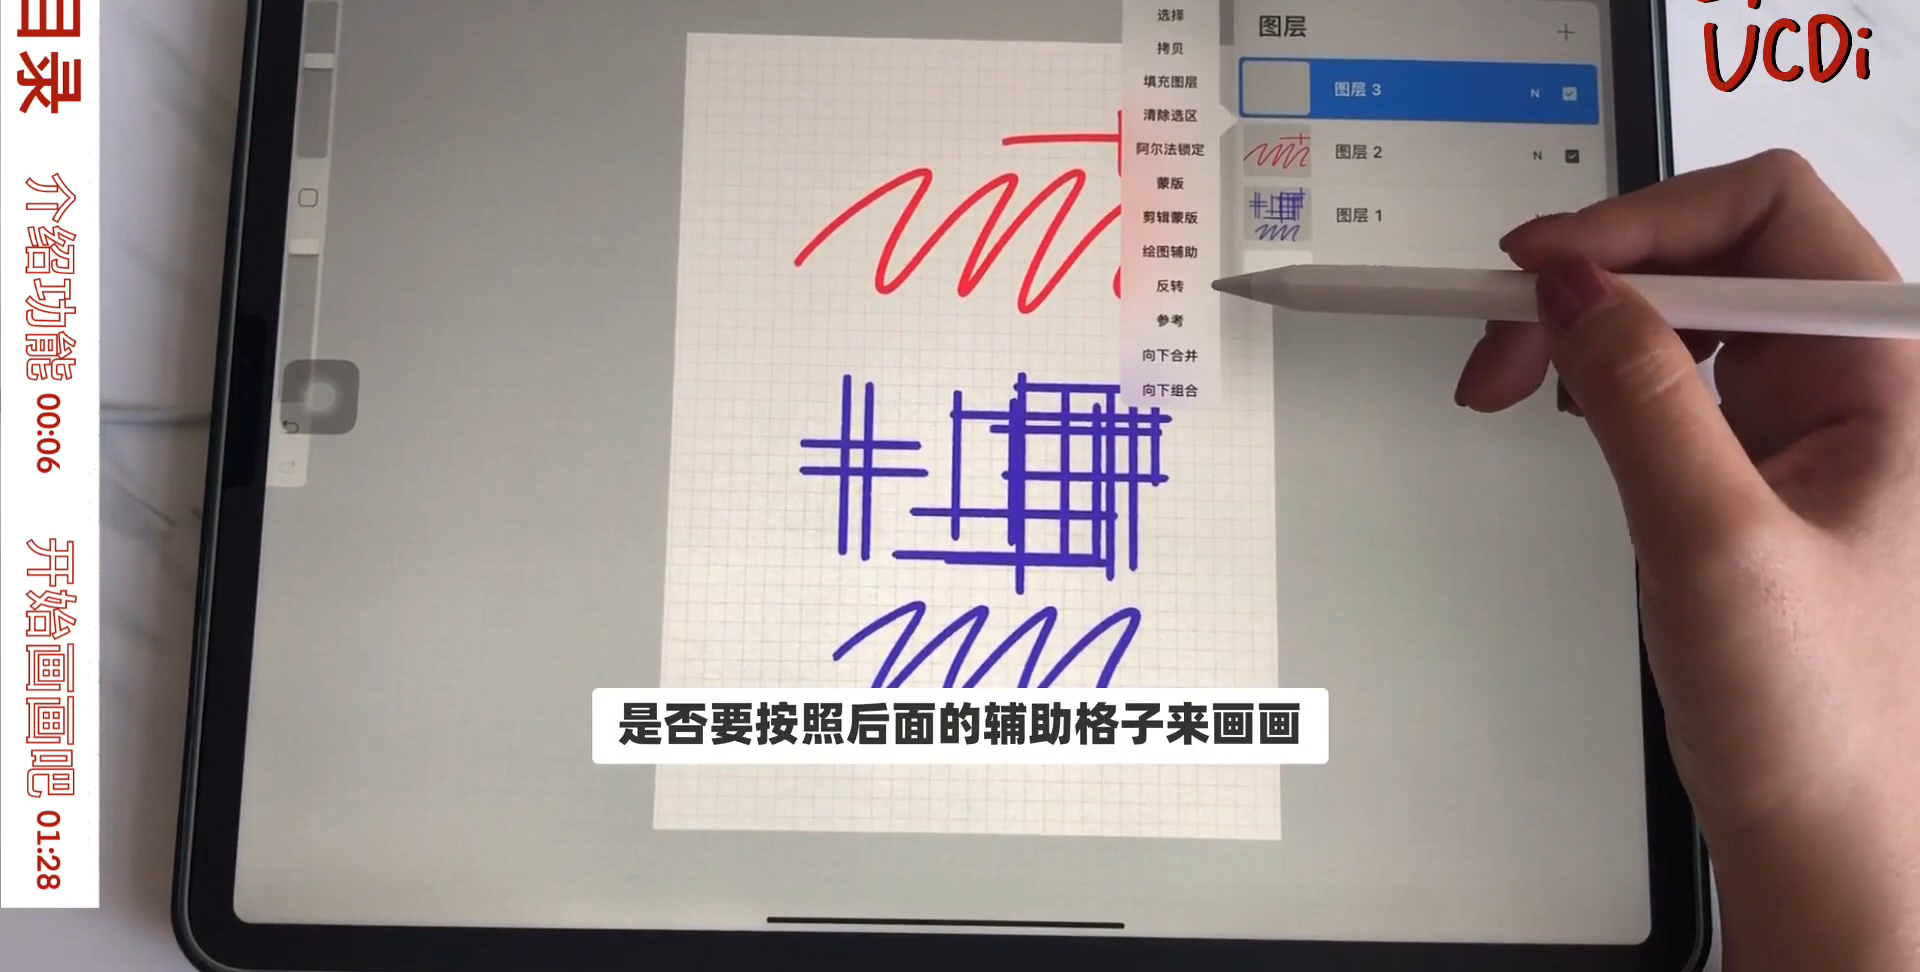 目录
介绍功能 00:06
开始画画吧 01:28
选择
拷贝
填充图层
清除选区
阿尔法锁定
蒙版
剪辑蒙版
绘图辅助
反转
参考
向下合并
向下组合
图层
图层 3 N
图层 2 N
图层 1
UCDi
是否要按照后面的辅助格子来画画